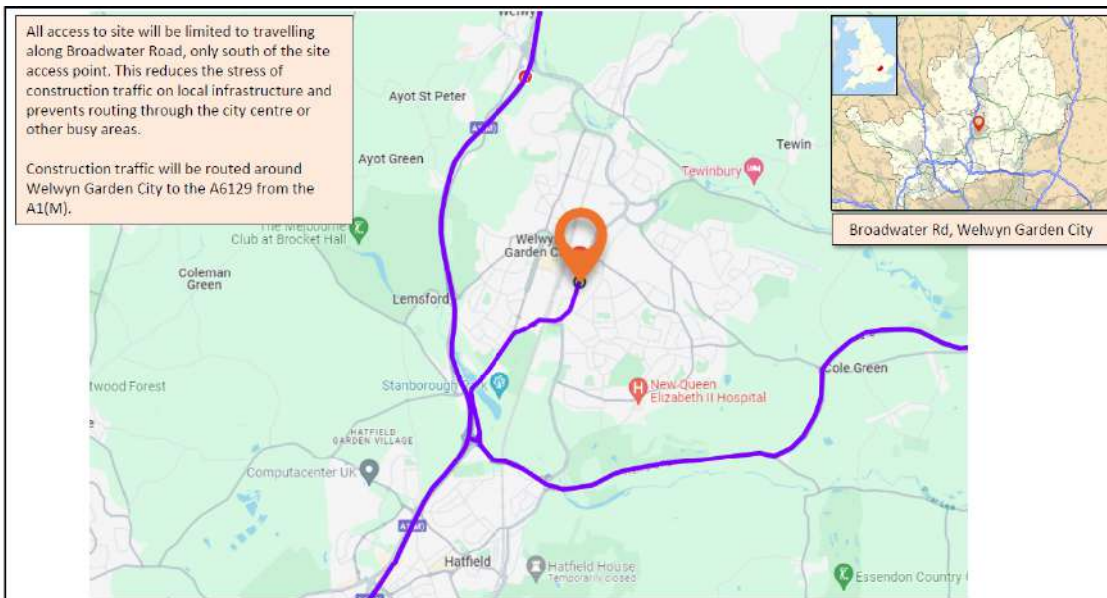 All access to site will be limited to travelling
along Broadwater Road, only south of the site
access point. This reduces the stress of
construction traffic on local infrastructure and
prevents routing through the city centre or
other busy areas.
Construction traffic will be routed around
Welwyn Garden City to the A6129 from the
A1(M).
Welwyn
Ayot St Peter
Ayot Green
Tewin
Tewinbury
The Melbourne
Club at Brocket Hall
Welwyn
Garden
Broadwater Rd, Welwyn Garden City
Coleman
Green
Lemsford
Stanborough
Cole Green
twood Forest
New Queen
Elizabeth II Hospital
HATFIELD
GARDEN VILLAGE
Computacenter UK
Hatfield
Hatfield House
Temporarily closed
Essendon Country